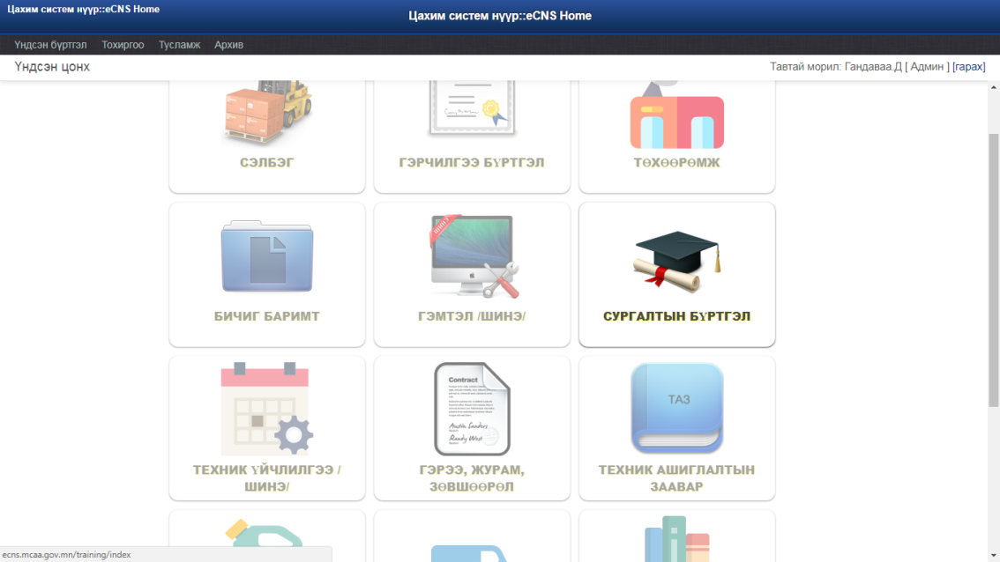 Цахим систем нүүр::eCNS Home
Цахим систем нүүр::eCNS Home
Үндсэн бүртгэл Тохиргоо Тусламж Архив
Үндсэн цонх
Тавтай морил: Гандаваа.Д [ Админ ] [гарах]
СЭЛБЭГ
ГЭРЧИЛГЭЭ БҮРТГЭЛ
ТӨХӨӨРӨМЖ
ШИНЭ
БИЧИГ БАРИМТ
ГЭМТЭЛ /ШИНЭ/
СУРГАЛТЫН БҮРТГЭЛ
Contract
Austin Sanders
Randy West
ТАЗ
ТЕХНИК ҮЙЧЛИЛГЭЭ /
ШИНЭ/
ГЭРЭЭ, ЖУРАМ,
ЗӨВШӨӨРӨЛ
ТЕХНИК АШИГЛАЛТЫН
ЗААВАР
ecns.mcaa.gov.mn/training/index